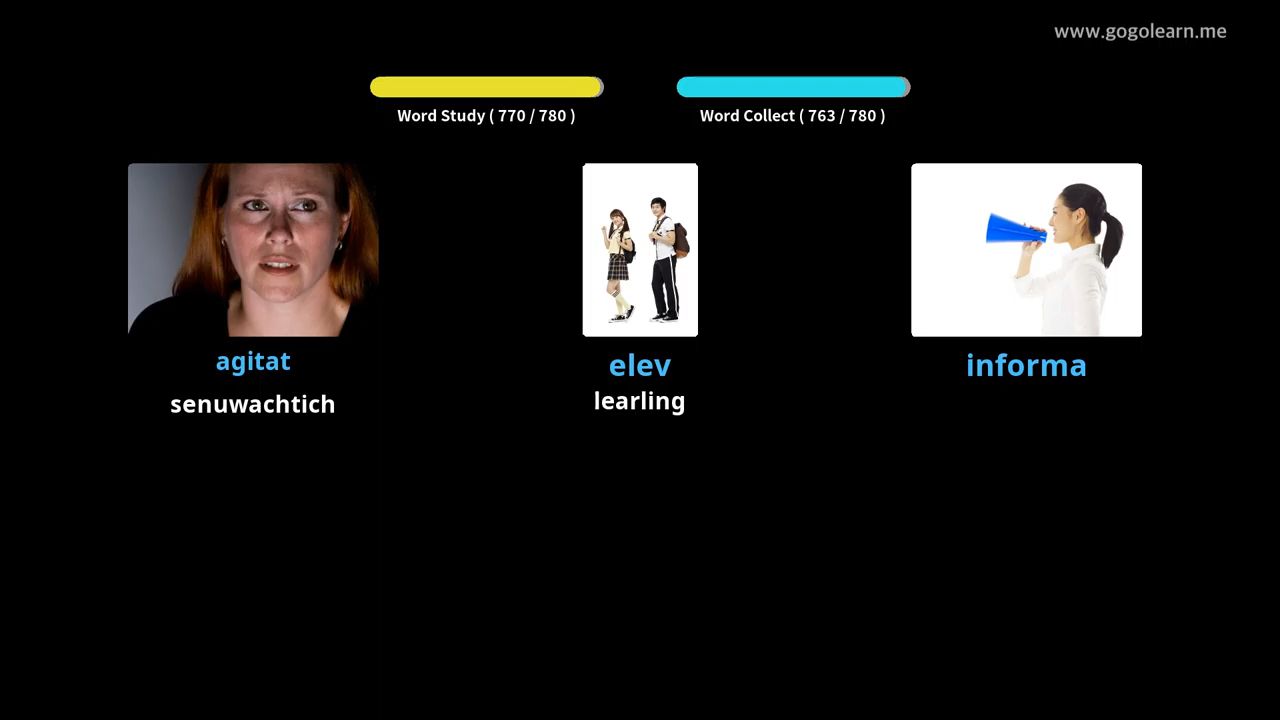 www.gogolearn.me
Word Study ( 770 / 780 )
Word Collect ( 763 / 780 )
agitat
elev
informa
senuwachtich
learling